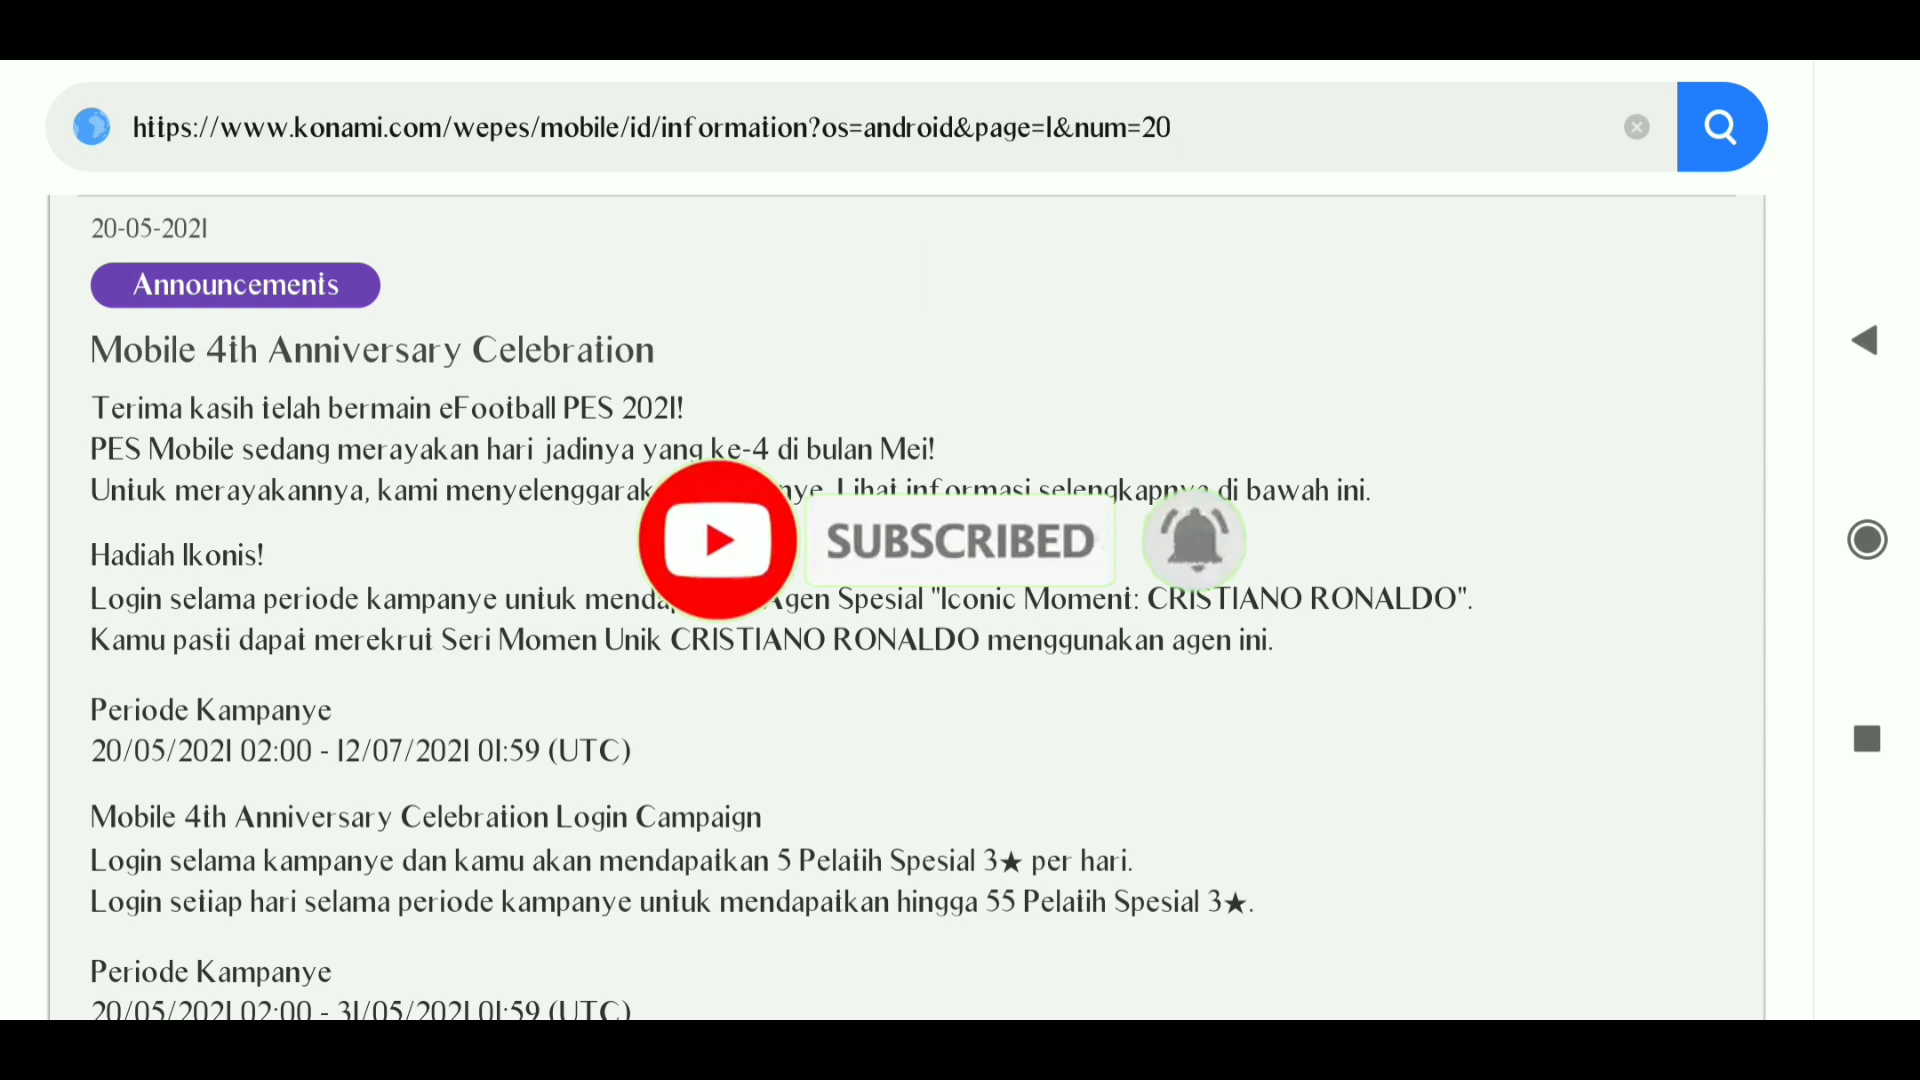 https://www.konami.com/wepes/mobile/id/information?os=android&page=1&num=20
20-05-2021
Announcements
Mobile 4th Anniversary Celebration
Terima kasih telah bermain eFootball PES 2021!
PES Mobile sedang merayakan hari jadinya yang ke-4 di bulan Mei!
Untuk merayakannya, kami Lihat informasi selengkapnya di bawah ini.
SUBSCRIBED
Hadiah Ikonis!
Login selama periode kampanye untuk Agen Spesial "Iconic Moment: CRISTIANO RONALDO".
Kamu pasti dapat merekrut Seri Momen Unik CRISTIANO RONALDO menggunakan agen ini.
Periode Kampanye
20/05/2021 02:00 - 12/07/2021 01:59 (UTC)
Mobile 4th Anniversary Celebration Login Campaign
Login selama kampanye dan kamu akan mendapatkan 5 Pelatih Spesial 3★ per hari.
Login setiap hari selama periode kampanye untuk mendapatkan hingga 55 Pelatih Spesial 3★.
Periode Kampanye
20/05/2021 02:00 - 31/05/2021 01:59 (UTC)